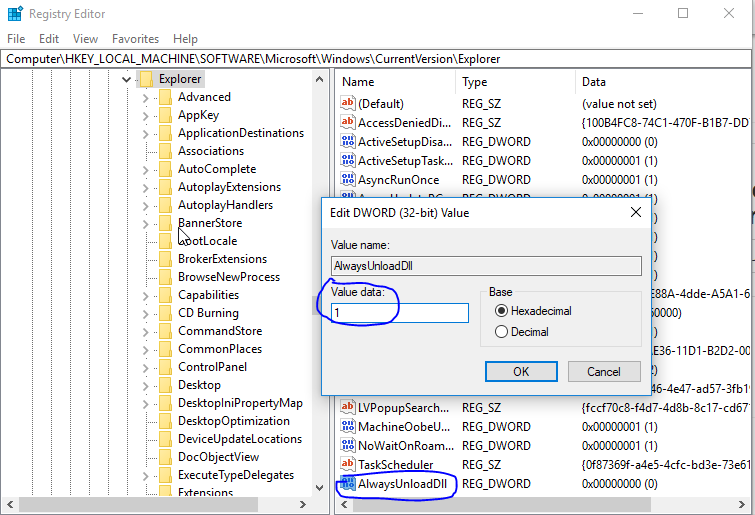 Registry Editor
File Edit View Favorites Help
Computer\HKEY_LOCAL_MACHINE\SOFTWARE\Microsoft\Windows\CurrentVersion\Explorer
Explorer
Advanced
AppKey
ApplicationDestinations
Associations
AutoComplete
AutoplayExtensions
AutoplayHandlers
BannerStore
ootLocale
BrokerExtensions
BrowseNewProcess
Capabilities
CD Burning
CommandStore
CommonPlaces
ControlPanel
Desktop
DesktopIniPropertyMap
DesktopOptimization
DeviceUpdateLocations
DocObjectView
ExecuteTypeDelegates
Extensions
Name Type Data
(Default) REG_SZ (value not set)
AccessDeniedDi... REG_SZ {100B4FC8-74C1-470F-B1B7-DD
ActiveSetupDisa... REG_DWORD 0x00000000 (0)
ActiveSetupTask... REG_DWORD 0x00000001 (1)
AsyncRunOnce REG_DWORD 0x00000001 (1)
Edit DWORD (32-bit) Value
Value name:
AlwaysUnloadDll
Value data:
1
Base
Hexadecimal
Decimal
OK Cancel
E88A-4dde-A5A1-6
AE36-11D1-B2D2-00
46-4e47-ad57-3fb19
LVPopupSearch... REG_SZ {fccf70c8-f4d7-4d8b-8c17-cd671
MachineOobeU... REG_DWORD 0x00000001 (1)
NoWaitOnRoam... REG_DWORD 0x00000001 (1)
TaskScheduler REG_SZ {0f87369f-a4e5-4cfc-bd3e-73e61
AlwaysUnloadDll REG_DWORD 0x00000000 (0)